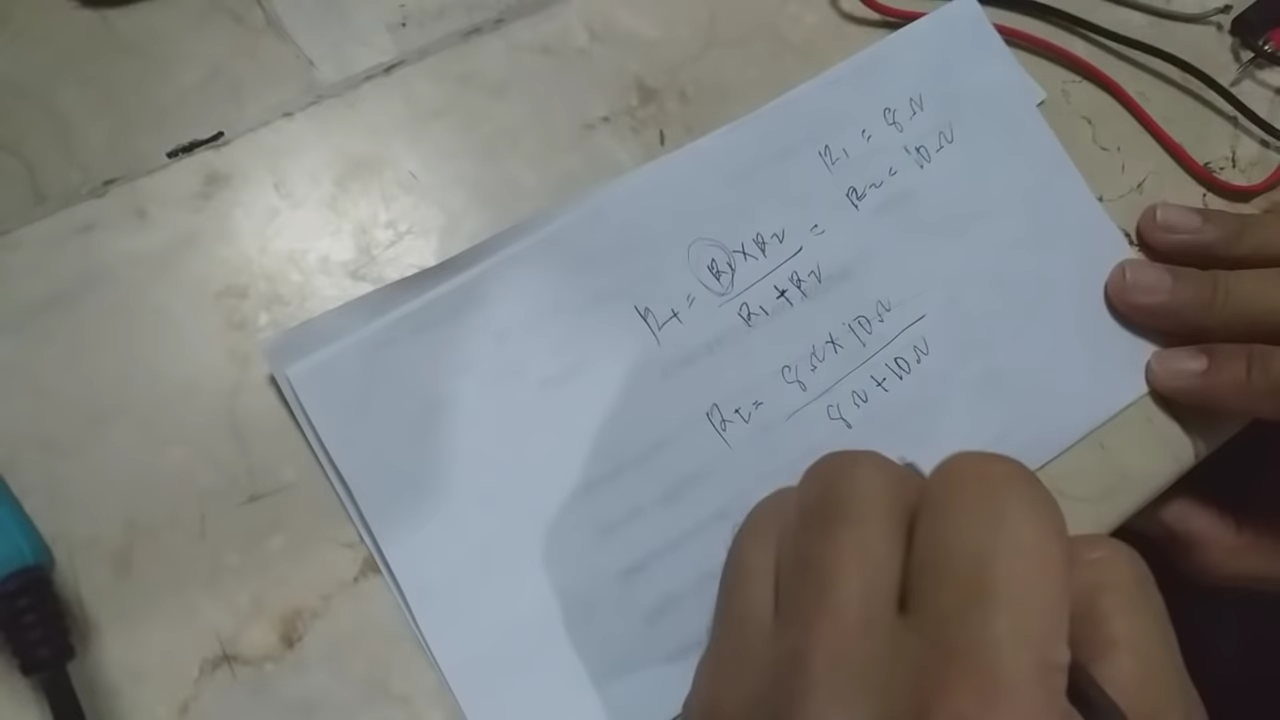 R1 = 8Ω
R2 = 10Ω
Rt = R1 X R2 =
R1 + R2
Rt = 8Ω x 10Ω
8Ω + 10Ω